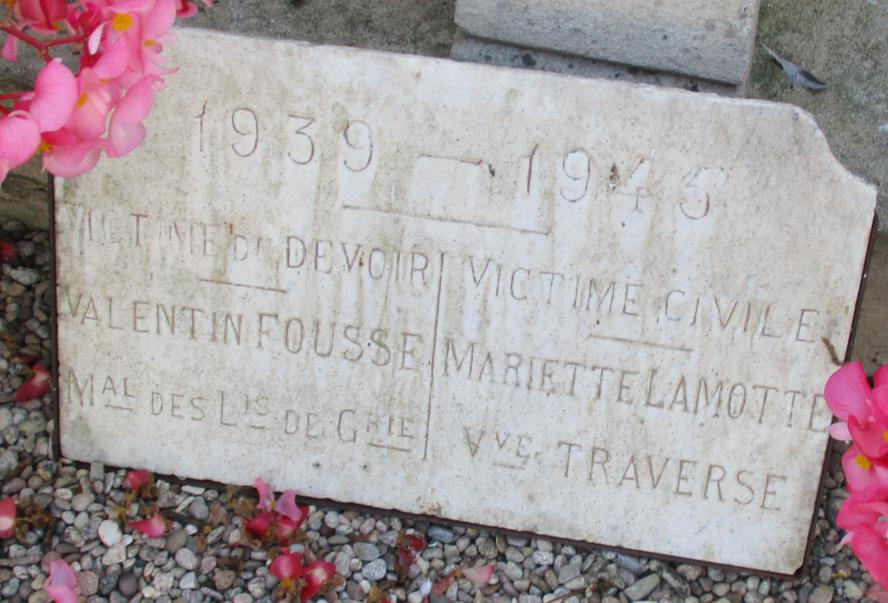 1939 – 1945
VICTIME DU DEVOIR
VALENTIN FOUSSE
MAL DES LIS DE GRIE
VICTIME CIVILE
MARIETTE LAMOTTE
VVE TRAVERSE